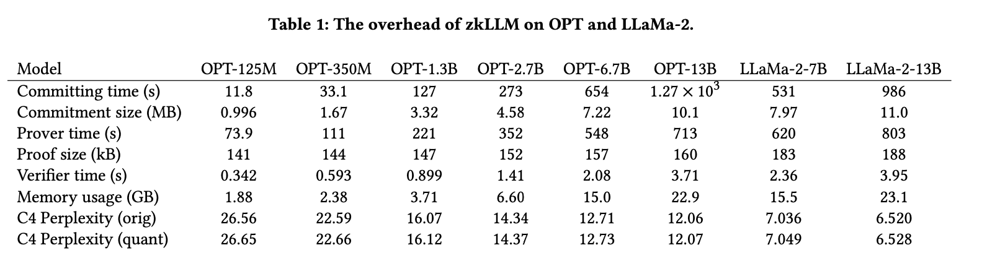 Table 1: The overhead of zkLLM on OPT and LLaMa-2.
Model OPT-125M OPT-350M OPT-1.3B OPT-2.7B OPT-6.7B OPT-13B LLaMa-2-7B LLaMa-2-13B
Committing time (s) 11.8 33.1 127 273 654 1.27 × 10³ 531 986
Commitment size (MB) 0.996 1.67 3.32 4.58 7.22 10.1 7.97 11.0
Prover time (s) 73.9 111 221 352 548 713 620 803
Proof size (kB) 141 144 147 152 157 160 183 188
Verifier time (s) 0.342 0.593 0.899 1.41 2.08 3.71 2.36 3.95
Memory usage (GB) 1.88 2.38 3.71 6.60 15.0 22.9 15.5 23.1
C4 Perplexity (orig) 26.56 22.59 16.07 14.34 12.71 12.06 7.036 6.520
C4 Perplexity (quant) 26.65 22.66 16.12 14.37 12.73 12.07 7.049 6.528